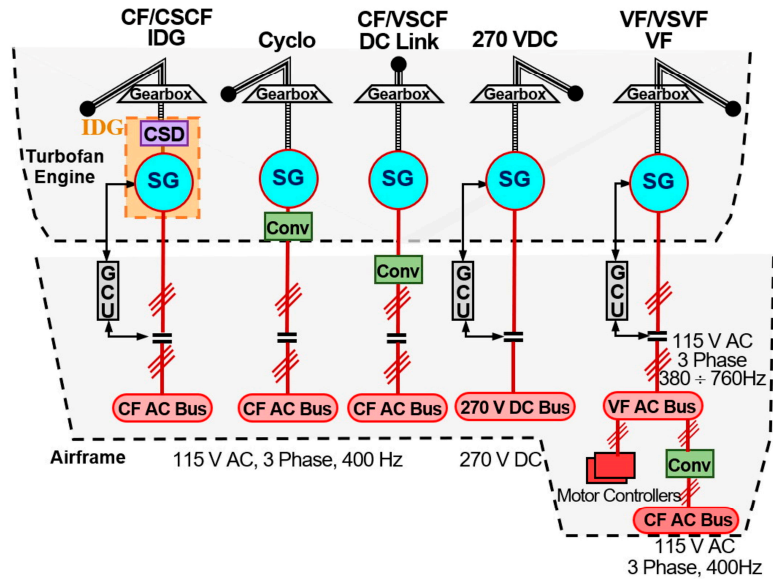 CF/CSCF
IDG
Cyclo
CF/VSCF
DC Link
270 VDC
VF/VSVF
VF
Gearbox
Gearbox
Gearbox
Gearbox
Gearbox
IDG
CSD
Turbofan
Engine
SG
SG
SG
SG
SG
Conv
Conv
GCU
GCU
GCU
115 V AC
3 Phase
380 ÷ 760Hz
CF AC Bus
CF AC Bus
CF AC Bus
270 V DC Bus
VF AC Bus
Airframe
115 V AC, 3 Phase, 400 Hz
270 V DC
Conv
Motor Controllers
CF AC Bus
115 V AC
3 Phase, 400Hz